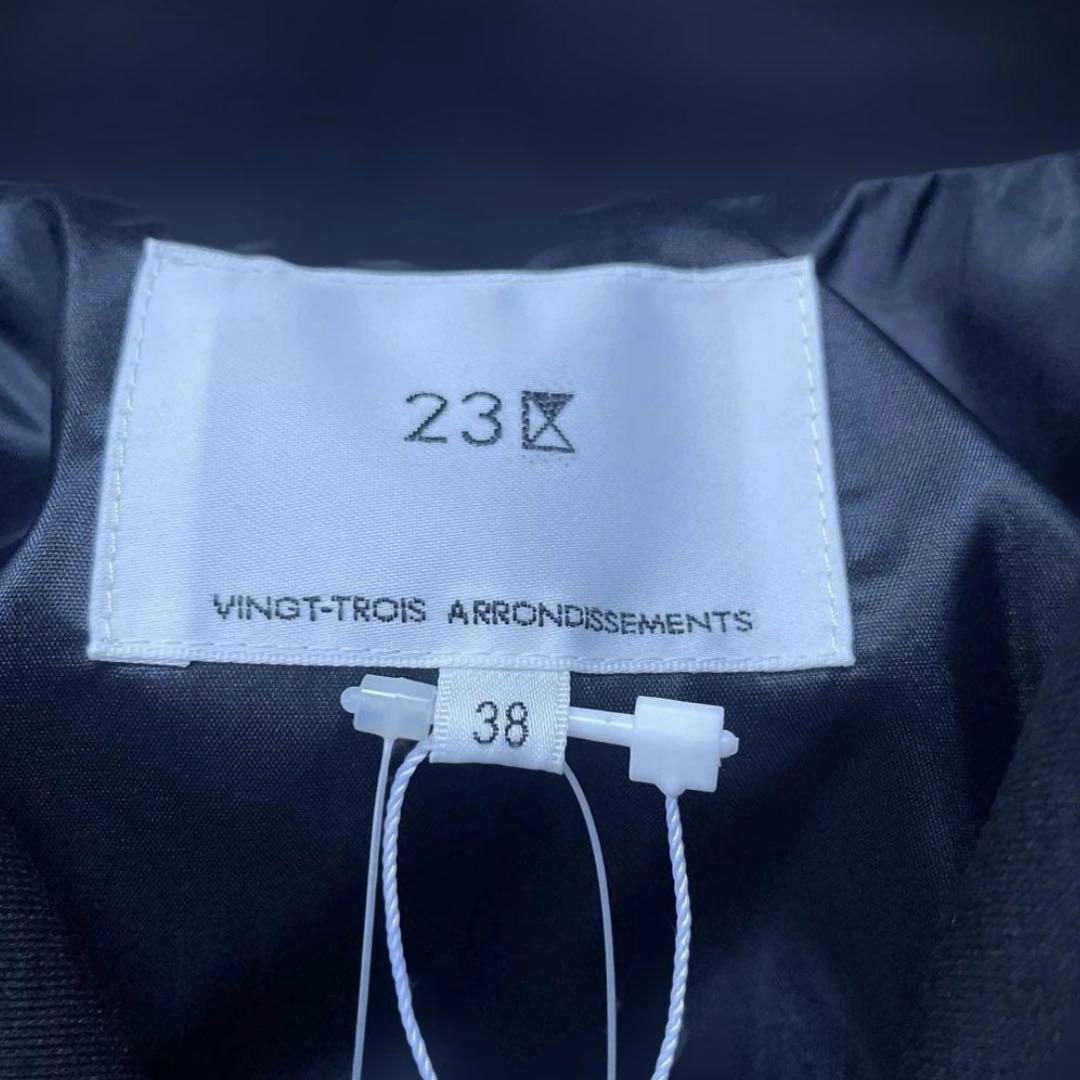 23区
VINGT-TROIS ARRONDISSEMENTS
38